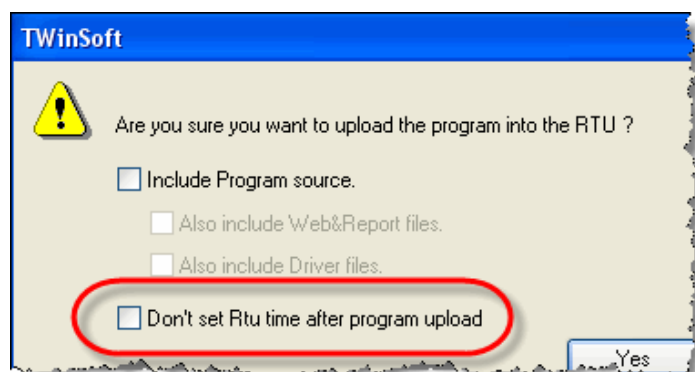 TWinSoft
Are you sure you want to upload the program into the RTU ?
Include Program source.
Also include Web&Report files.
Also include Driver files.
Don't set Rtu time after program upload
Yes